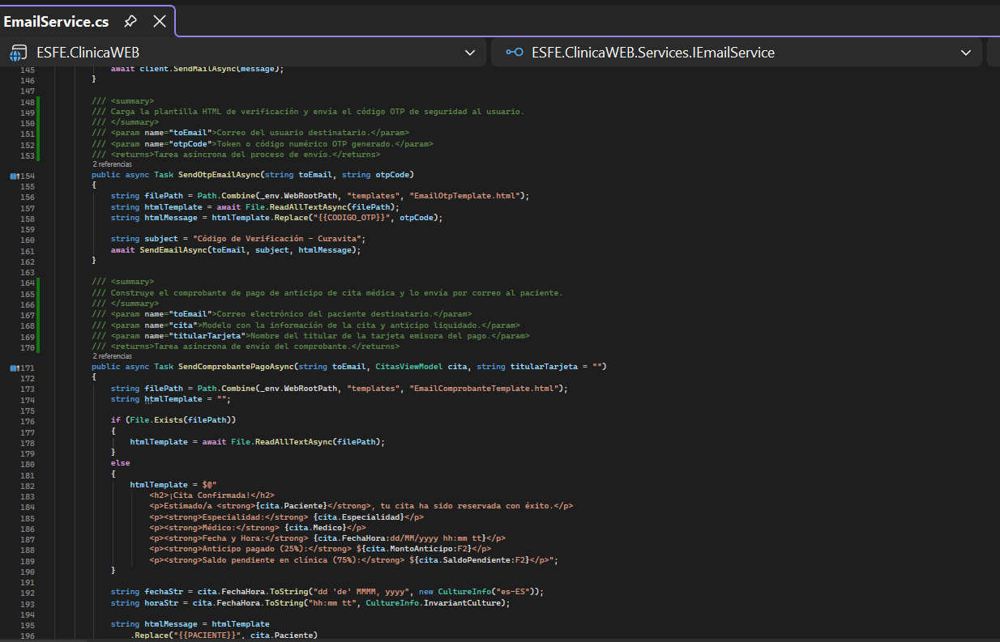 EmailService.cs
ESFE.ClinicaWEB
ESFE.ClinicaWEB.Services.IEmailService
145 await client.SendMailAsync(message);
146 }
147
148 /// <summary>
149 /// Carga la plantilla HTML de verificación y envía el código OTP de seguridad al usuario.
150 /// </summary>
151 /// <param name="toEmail">Correo del usuario destinatario.</param>
152 /// <param name="otpCode">Token o código numérico OTP generado.</param>
153 /// <returns>Tarea asíncrona del proceso de envío.</returns>
2 referencias
154 public async Task SendOtpEmailAsync(string toEmail, string otpCode)
155 {
156 string filePath = Path.Combine(_env.WebRootPath, "templates", "EmailOtpTemplate.html");
157 string htmlTemplate = await File.ReadAllTextAsync(filePath);
158 string htmlMessage = htmlTemplate.Replace("{{CODIGO_OTP}}", otpCode);
159
160 string subject = "Código de Verificación - Curavita";
161 await SendEmailAsync(toEmail, subject, htmlMessage);
162 }
163
164 /// <summary>
165 /// Construye el comprobante de pago de anticipo de cita médica y lo envía por correo al paciente.
166 /// </summary>
167 /// <param name="toEmail">Correo electrónico del paciente destinatario.</param>
168 /// <param name="cita">Modelo con la información de la cita y anticipo liquidado.</param>
169 /// <param name="titularTarjeta">Nombre del titular de la tarjeta emisora del pago.</param>
170 /// <returns>Tarea asíncrona de envío del comprobante.</returns>
2 referencias
171 public async Task SendComprobantePagoAsync(string toEmail, CitasViewModel cita, string titularTarjeta = "")
172 {
173 string filePath = Path.Combine(_env.WebRootPath, "templates", "EmailComprobanteTemplate.html");
174 string htmlTemplate = "";
175
176 if (File.Exists(filePath))
177 {
178 htmlTemplate = await File.ReadAllTextAsync(filePath);
179 }
180 else
181 {
182 htmlTemplate = $@"
183 <h2>¡Cita Confirmada!</h2>
184 <p>Estimado/a <strong>{cita.Paciente}</strong>, tu cita ha sido reservada con éxito.</p>
185 <p><strong>Especialidad:</strong> {cita.Especialidad}</p>
186 <p><strong>Médico:</strong> {cita.Medico}</p>
187 <p><strong>Fecha y Hora:</strong> {cita.FechaHora:dd/MM/yyyy hh:mm tt}</p>
188 <p><strong>Anticipo pagado (25%):</strong> ${cita.MontoAnticipo:F2}</p>
189 <p><strong>Saldo pendiente en clínica (75%):</strong> ${cita.SaldoPendiente:F2}</p>";
190 }
191
192 string fechaStr = cita.FechaHora.ToString("dd 'de' MMMM, yyyy", new CultureInfo("es-ES"));
193 string horaStr = cita.FechaHora.ToString("hh:mm tt", CultureInfo.InvariantCulture);
194
195 string htmlMessage = htmlTemplate
196 .Replace("{{PACIENTE}}", cita.Paciente)